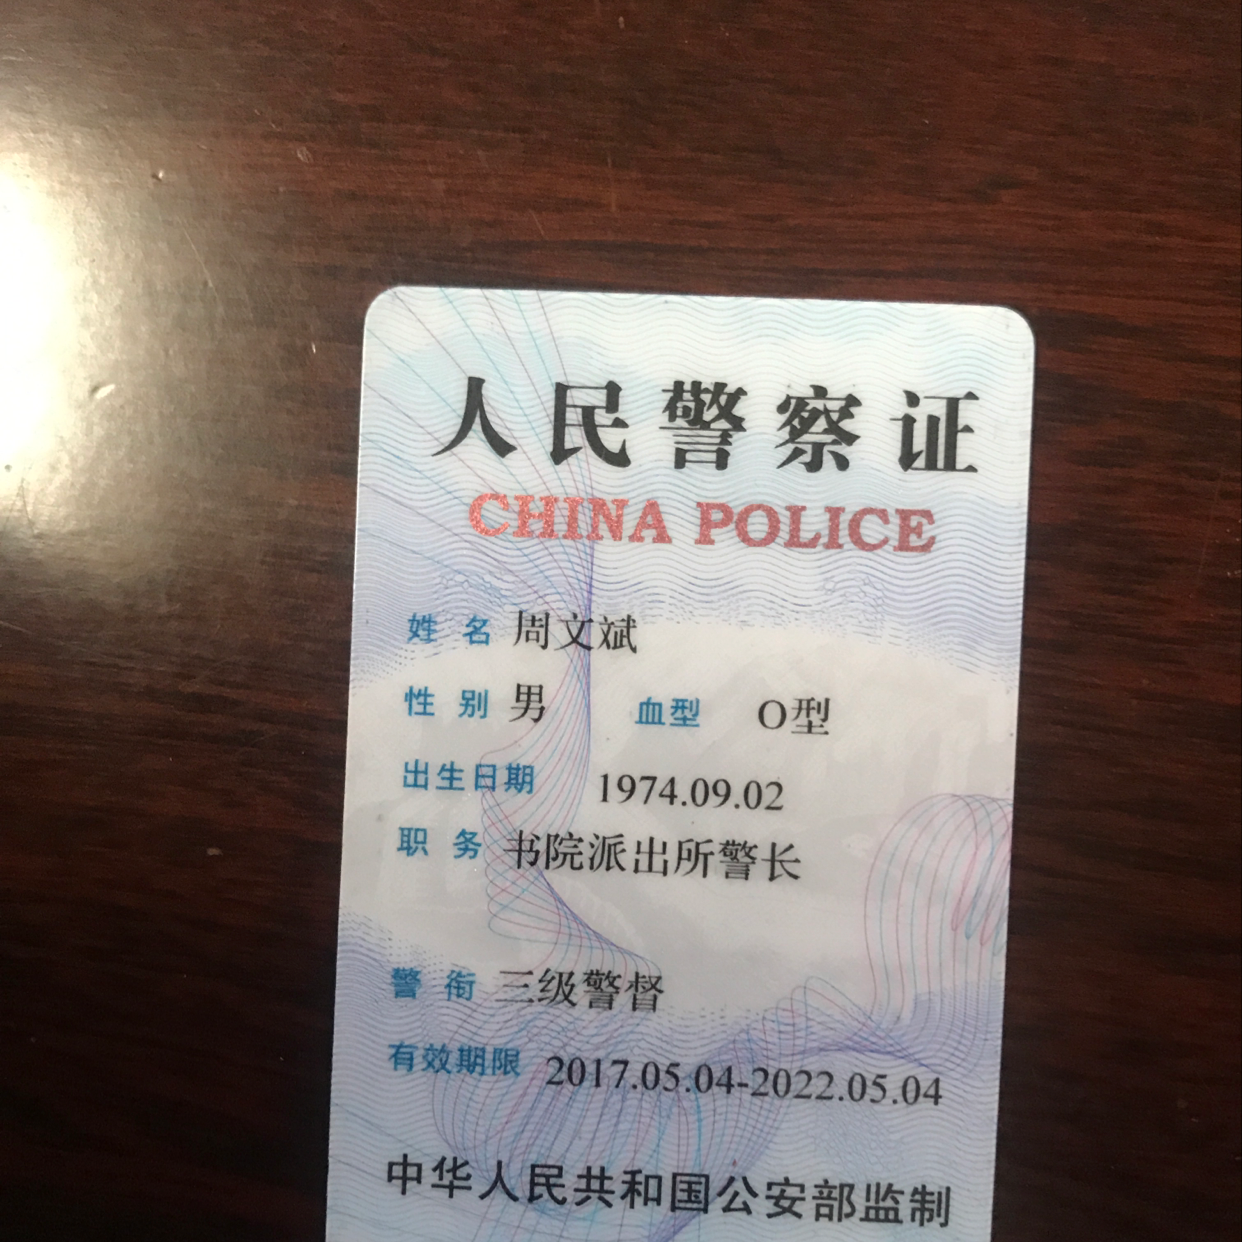 人民警察证
CHINA POLICE
姓 名 周文斌
性 别 男 血型 O型
出生日期 1974.09.02
职 务 书院派出所警长
警 衔 三级警督
有效期限 2017.05.04-2022.05.04
中华人民共和国公安部监制